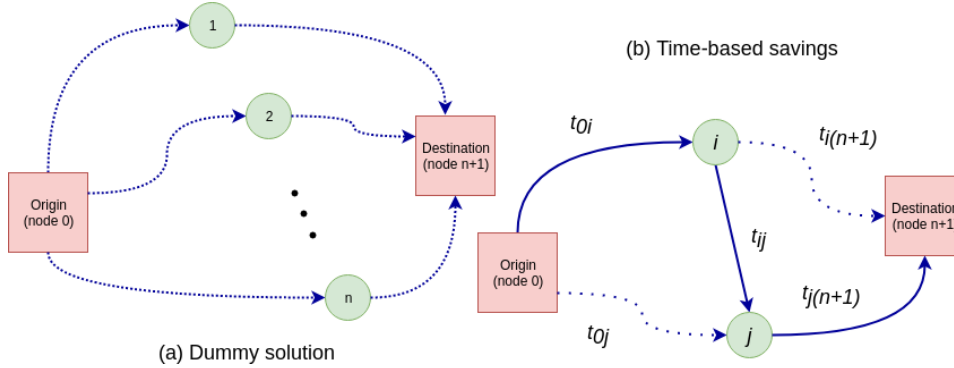 1
2
Destination
(node n+1)
Origin
(node 0)
n
(a) Dummy solution
(b) Time-based savings
t0i
i
ti(n+1)
tij
Destination
(node n+1
Origin
(node 0)
t0j
j
tj(n+1)